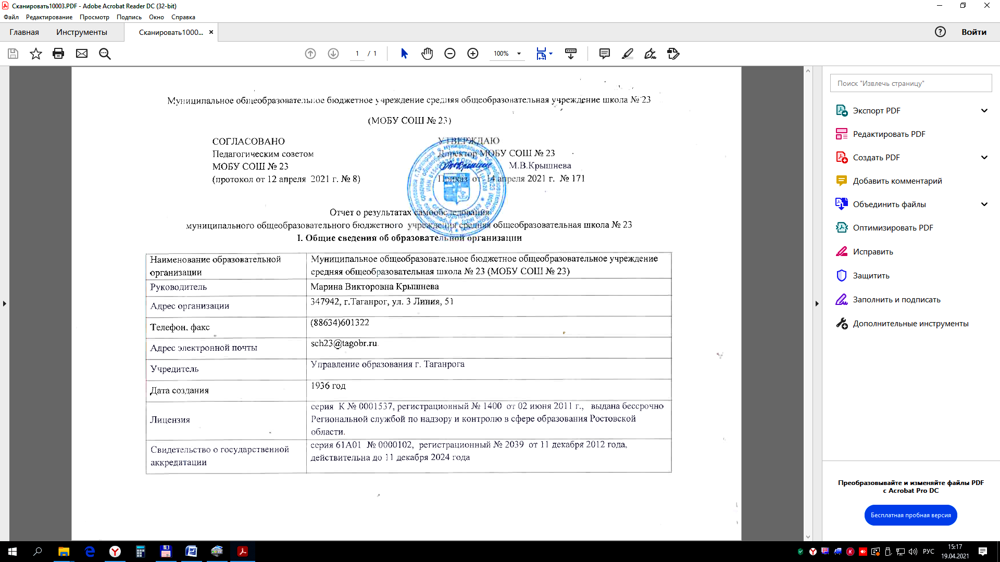 Сканировать10003.PDF - Adobe Acrobat Reader DC (32-bit)
Файл Редактирование Просмотр Подпись Окно Справка
Главная Инструменты Сканировать1000... × Войти
1 / 1 100%
Муниципальное общеобразовательное бюджетное учреждение средняя общеобразовательная учреждение школа № 23
(МОБУ СОШ № 23)
СОГЛАСОВАНО
Педагогическим советом
МОБУ СОШ № 23
(протокол от 12 апреля 2021 г. № 8)
УТВЕРЖДАЮ
Директор МОБУ СОШ № 23
М.В.Крышнева
Приказ от 14 апреля 2021 г. № 171
Отчет о результатах самообследования
муниципального общеобразовательного бюджетного учреждения средняя общеобразовательная школа № 23
I. Общие сведения об образовательной организации
Наименование образовательной
организации
Муниципальное общеобразовательное бюджетное общеобразовательное учреждение
средняя общеобразовательная школа № 23 (МОБУ СОШ № 23)
Руководитель
Марина Викторовна Крышнева
Адрес организации
347942, г.Таганрог, ул. 3 Линия, 51
Телефон, факс
(88634)601322
Адрес электронной почты
sch23@tagobr.ru
Учредитель
Управление образования г. Таганрога
Дата создания
1936 год
Лицензия
серия К № 0001537, регистрационный № 1400 от 02 июня 2011 г., выдана бессрочно
Региональной службой по надзору и контролю в сфере образования Ростовской
области.
Свидетельство о государственной
аккредитации
серия 61А01 № 0000102, регистрационный № 2039 от 11 декабря 2012 года,
действительна до 11 декабря 2024 года
Поиск "Извлечь страницу"
Экспорт PDF
Редактировать PDF
Создать PDF
Добавить комментарий
Объединить файлы
Оптимизировать PDF
Исправить
Защитить
Заполнить и подписать
Дополнительные инструменты
Преобразовывайте и изменяйте файлы PDF
с Acrobat Pro DC
Бесплатная пробная версия
РУС
15:17
19.04.2021